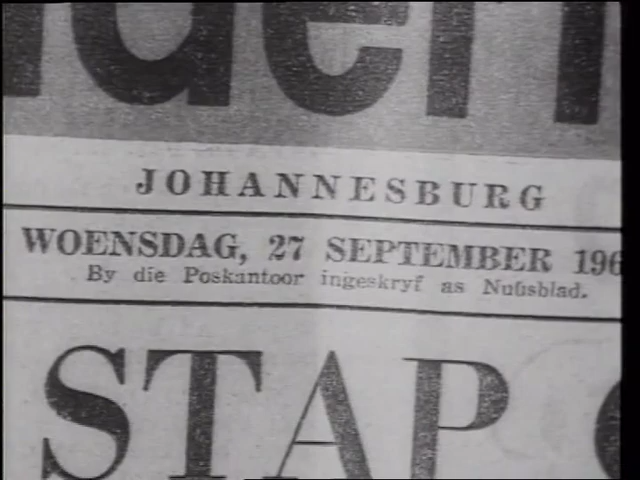 JOHANNESBURG
WOENSDAG, 27 SEPTEMBER 196
By die Poskantoor ingeskryf as Nuusblad.
STAP